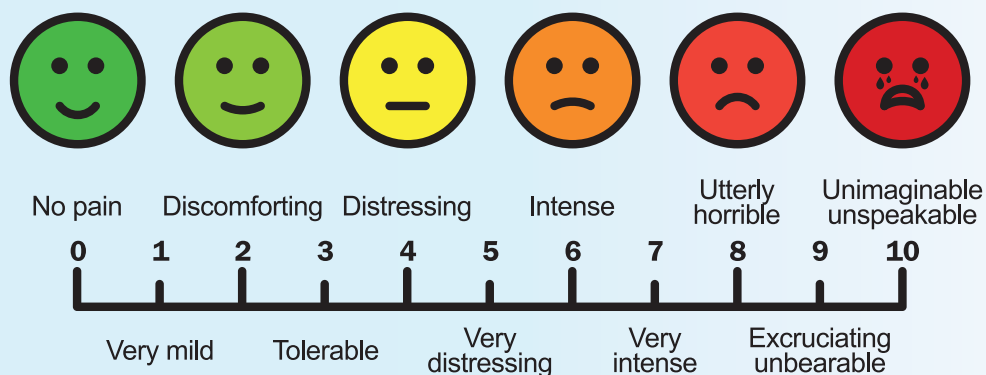 No pain Discomforting Distressing Intense Utterly horrible Unimaginable unspeakable
0 1 2 3 4 5 6 7 8 9 10
Very mild Tolerable Very distressing Very intense Excruciating unbearable